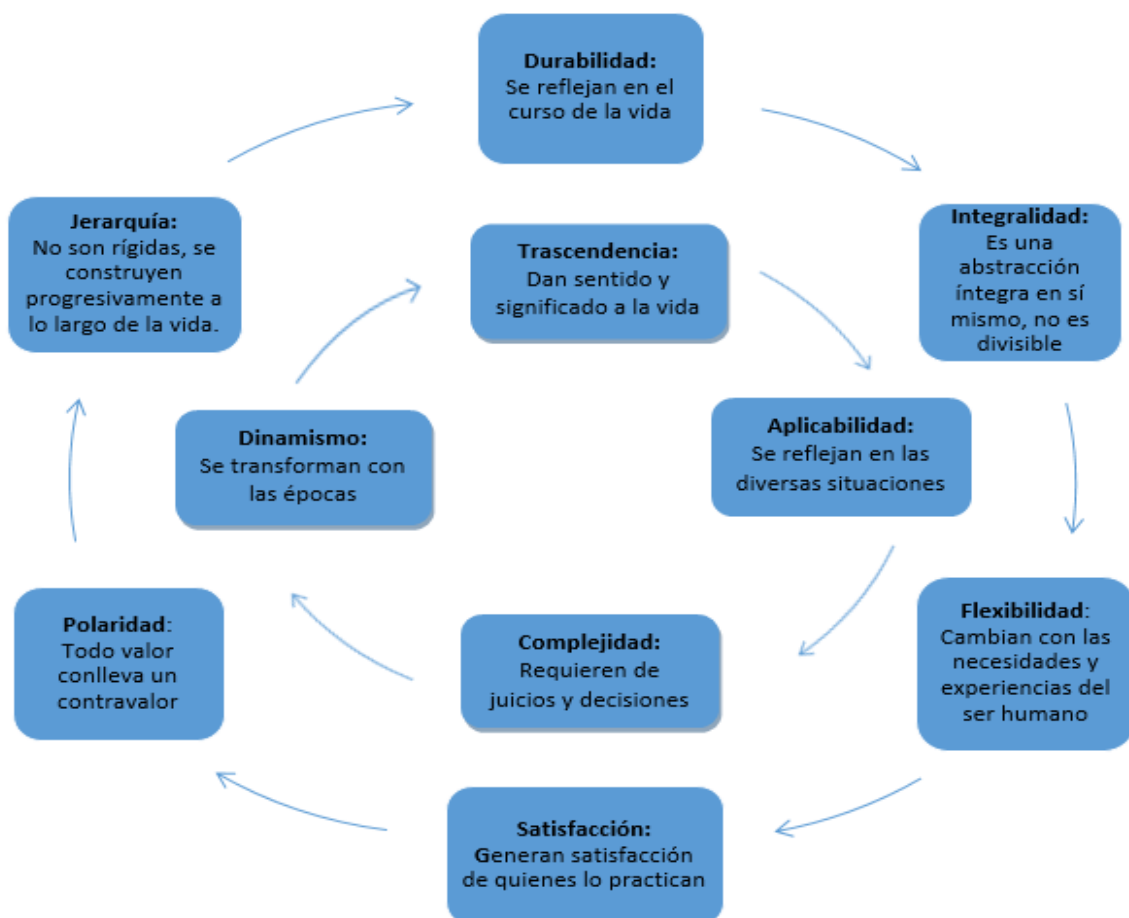 Durabilidad:
Se reflejan en el
curso de la vida
Integralidad:
Es una
abstracción
íntegra en sí
mismo, no es
divisible
Flexibilidad:
Cambian con las
necesidades y
experiencias del
ser humano
Satisfacción:
Generan satisfacción
de quienes lo practican
Polaridad:
Todo valor
conlleva un
contravalor
Jerarquía:
No son rígidas, se
construyen
progresivamente a
lo largo de la vida.
Trascendencia:
Dan sentido y
significado a la vida
Aplicabilidad:
Se reflejan en las
diversas situaciones
Complejidad:
Requieren de
juicios y decisiones
Dinamismo:
Se transforman con
las épocas